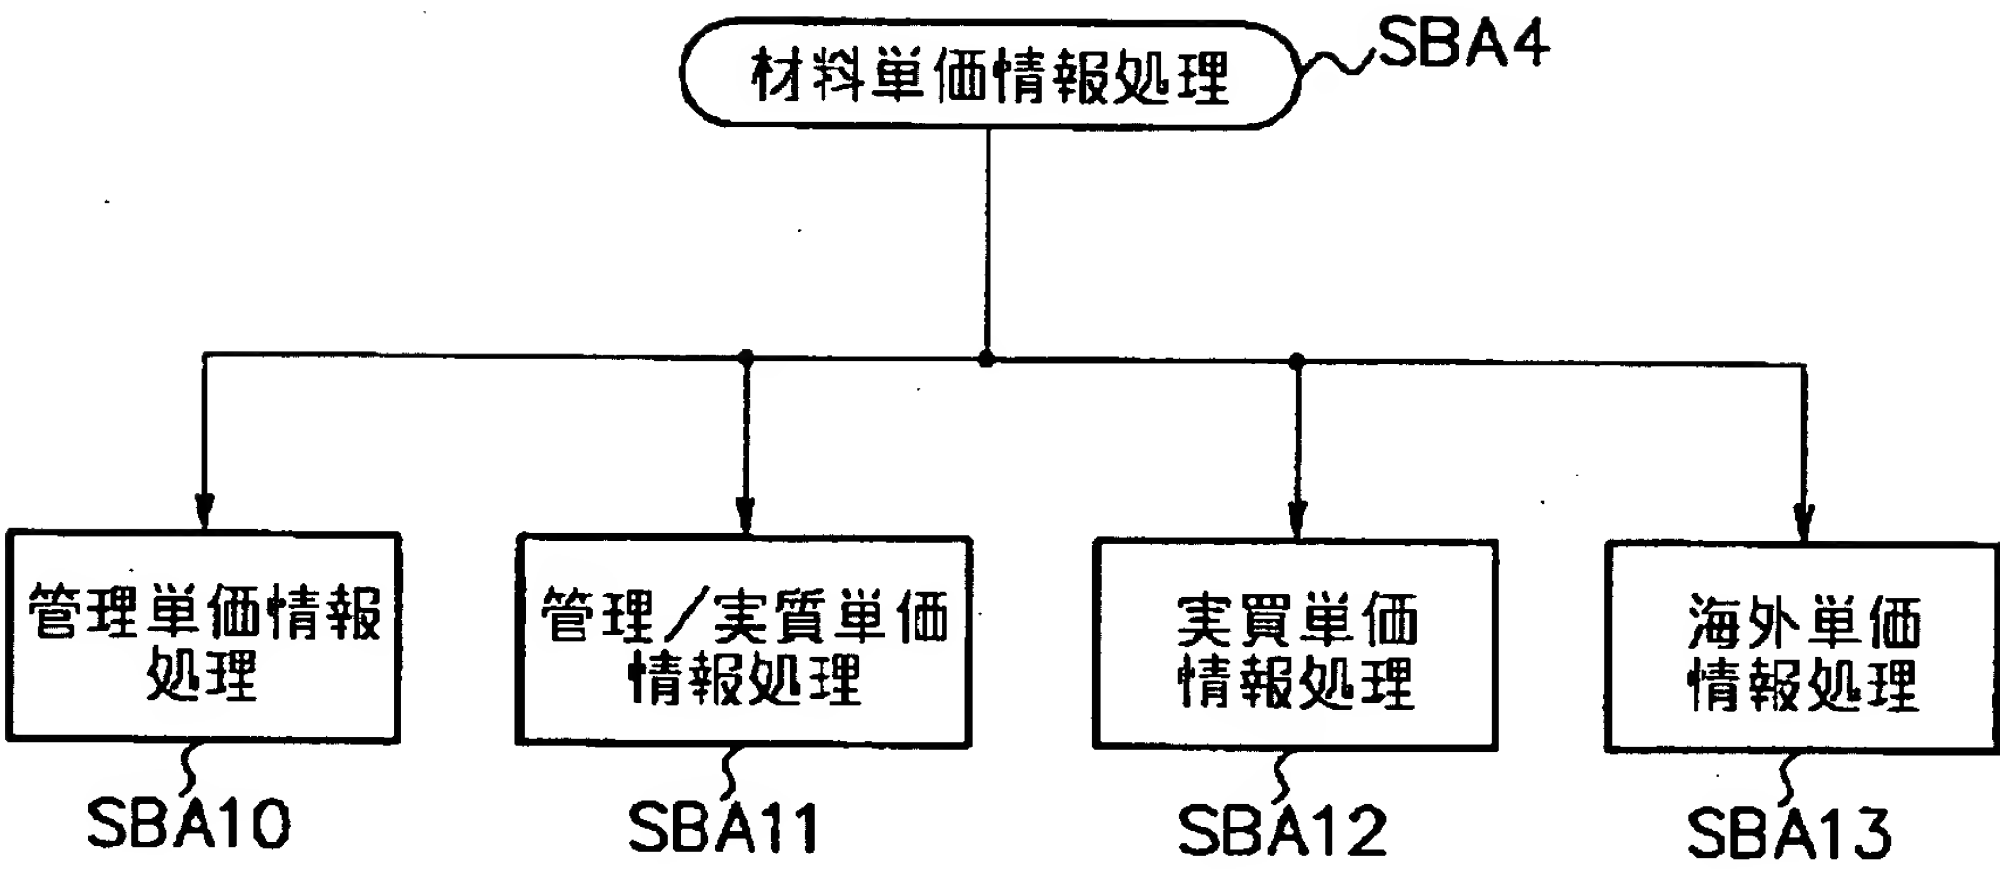 材料単価情報処理
SBA4
管理単価情報
処理
管理/実質単価
情報処理
実買単価
情報処理
海外単価
情報処理
SBA10
SBA11
SBA12
SBA13